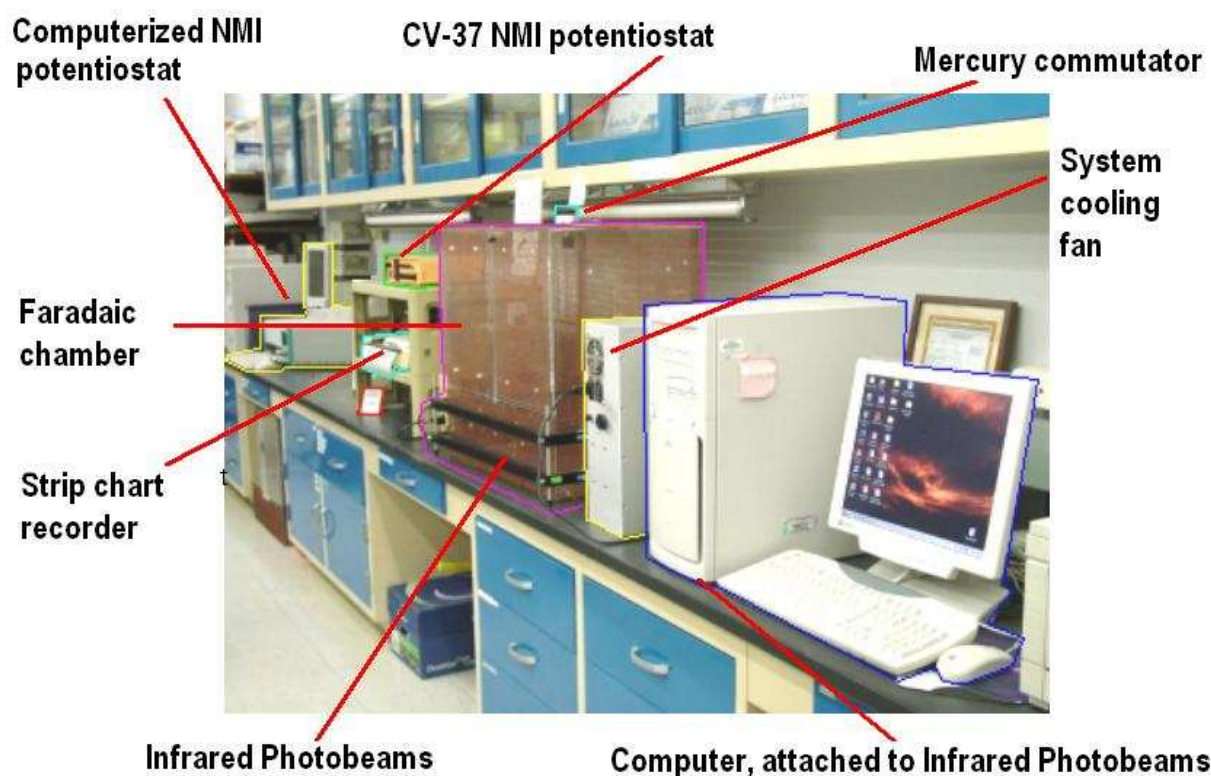 Computerized NMI
potentiostat
CV-37 NMI potentiostat
Mercury commutator
System
cooling
fan
Faradaic
chamber
Strip chart
recorder
t
Infrared Photobeams
Computer, attached to Infrared Photobeams